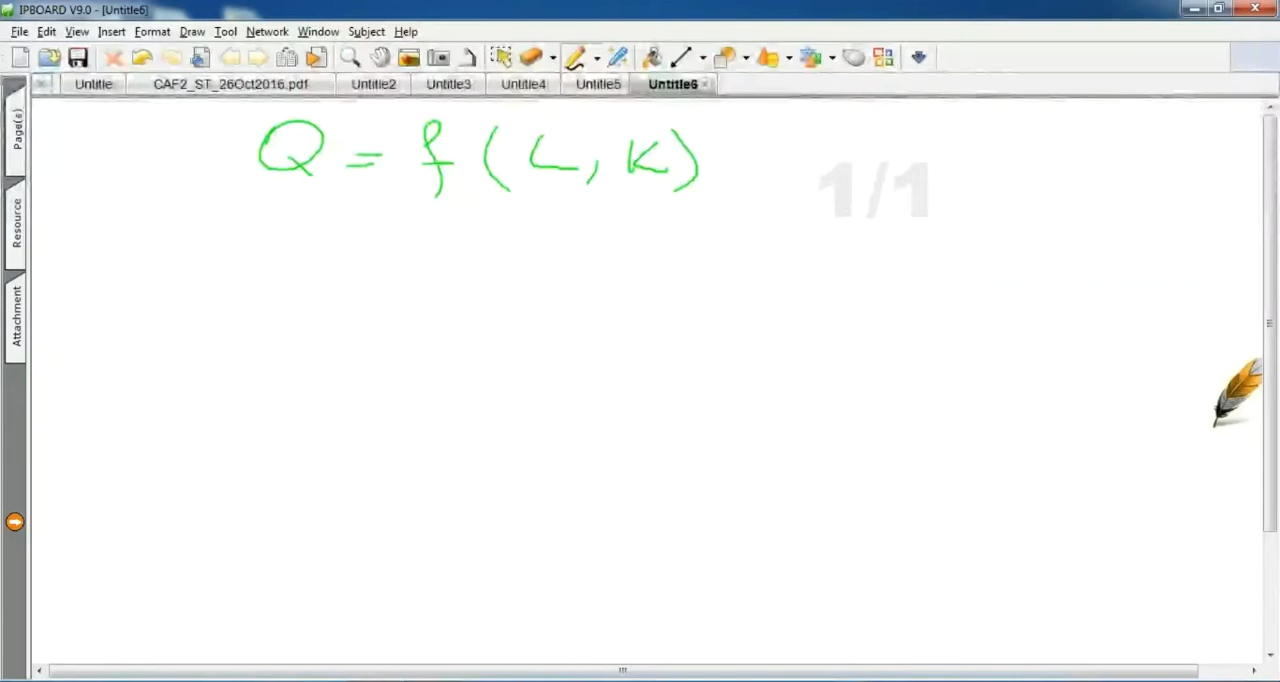 IPBOARD V9.0 - [Untitle6]
File Edit View Insert Format Draw Tool Network Window Subject Help
Untitle CAF2_ST_26Oct2016.pdf Untitle2 Untitle3 Untitle4 Untitle5 Untitle6
Page(s)
Resource
Attachment
Q = f (L, K)
1/1